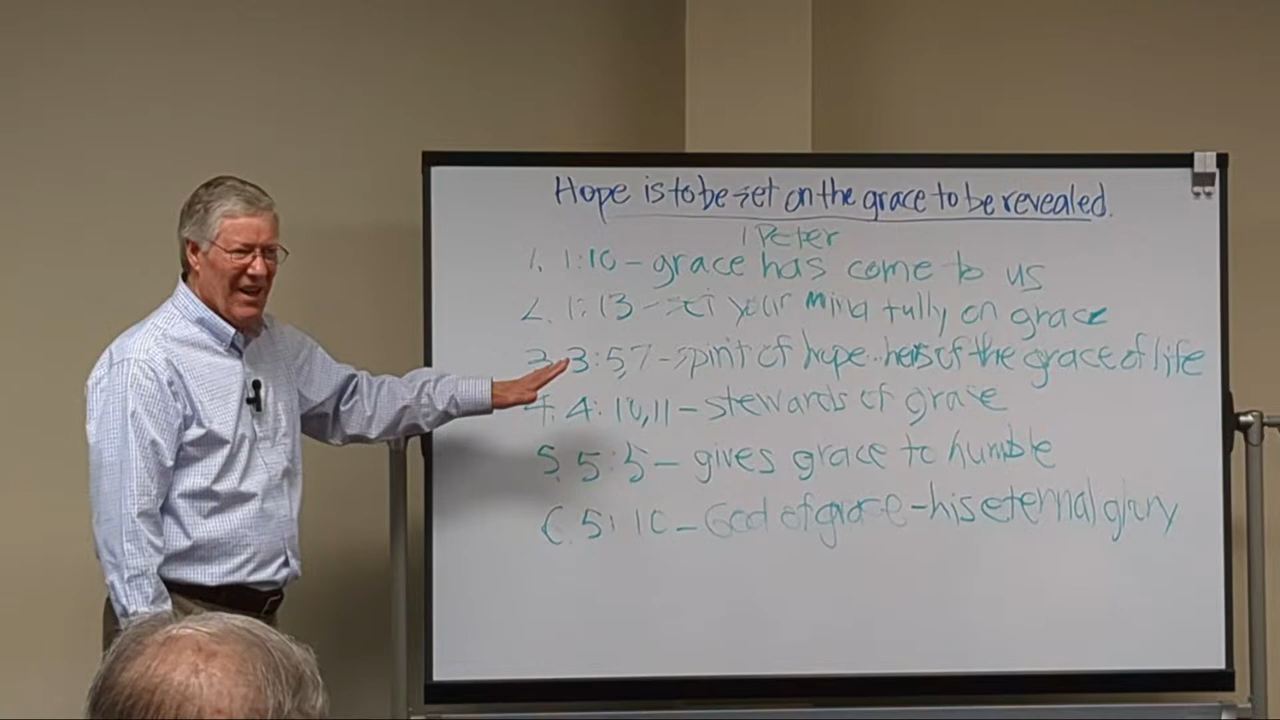 Hope is to be set on the grace to be revealed.
1 Peter
1. 1:10 - grace has come to us
2. 1:13 - set your mind fully on grace
3. 3:5,7 - spirit of hope.. heirs of the grace of life
4. 4:10,11 - stewards of grace
5. 5:5 - gives grace to humble
6. 5:10 - God of grace - his eternal glory